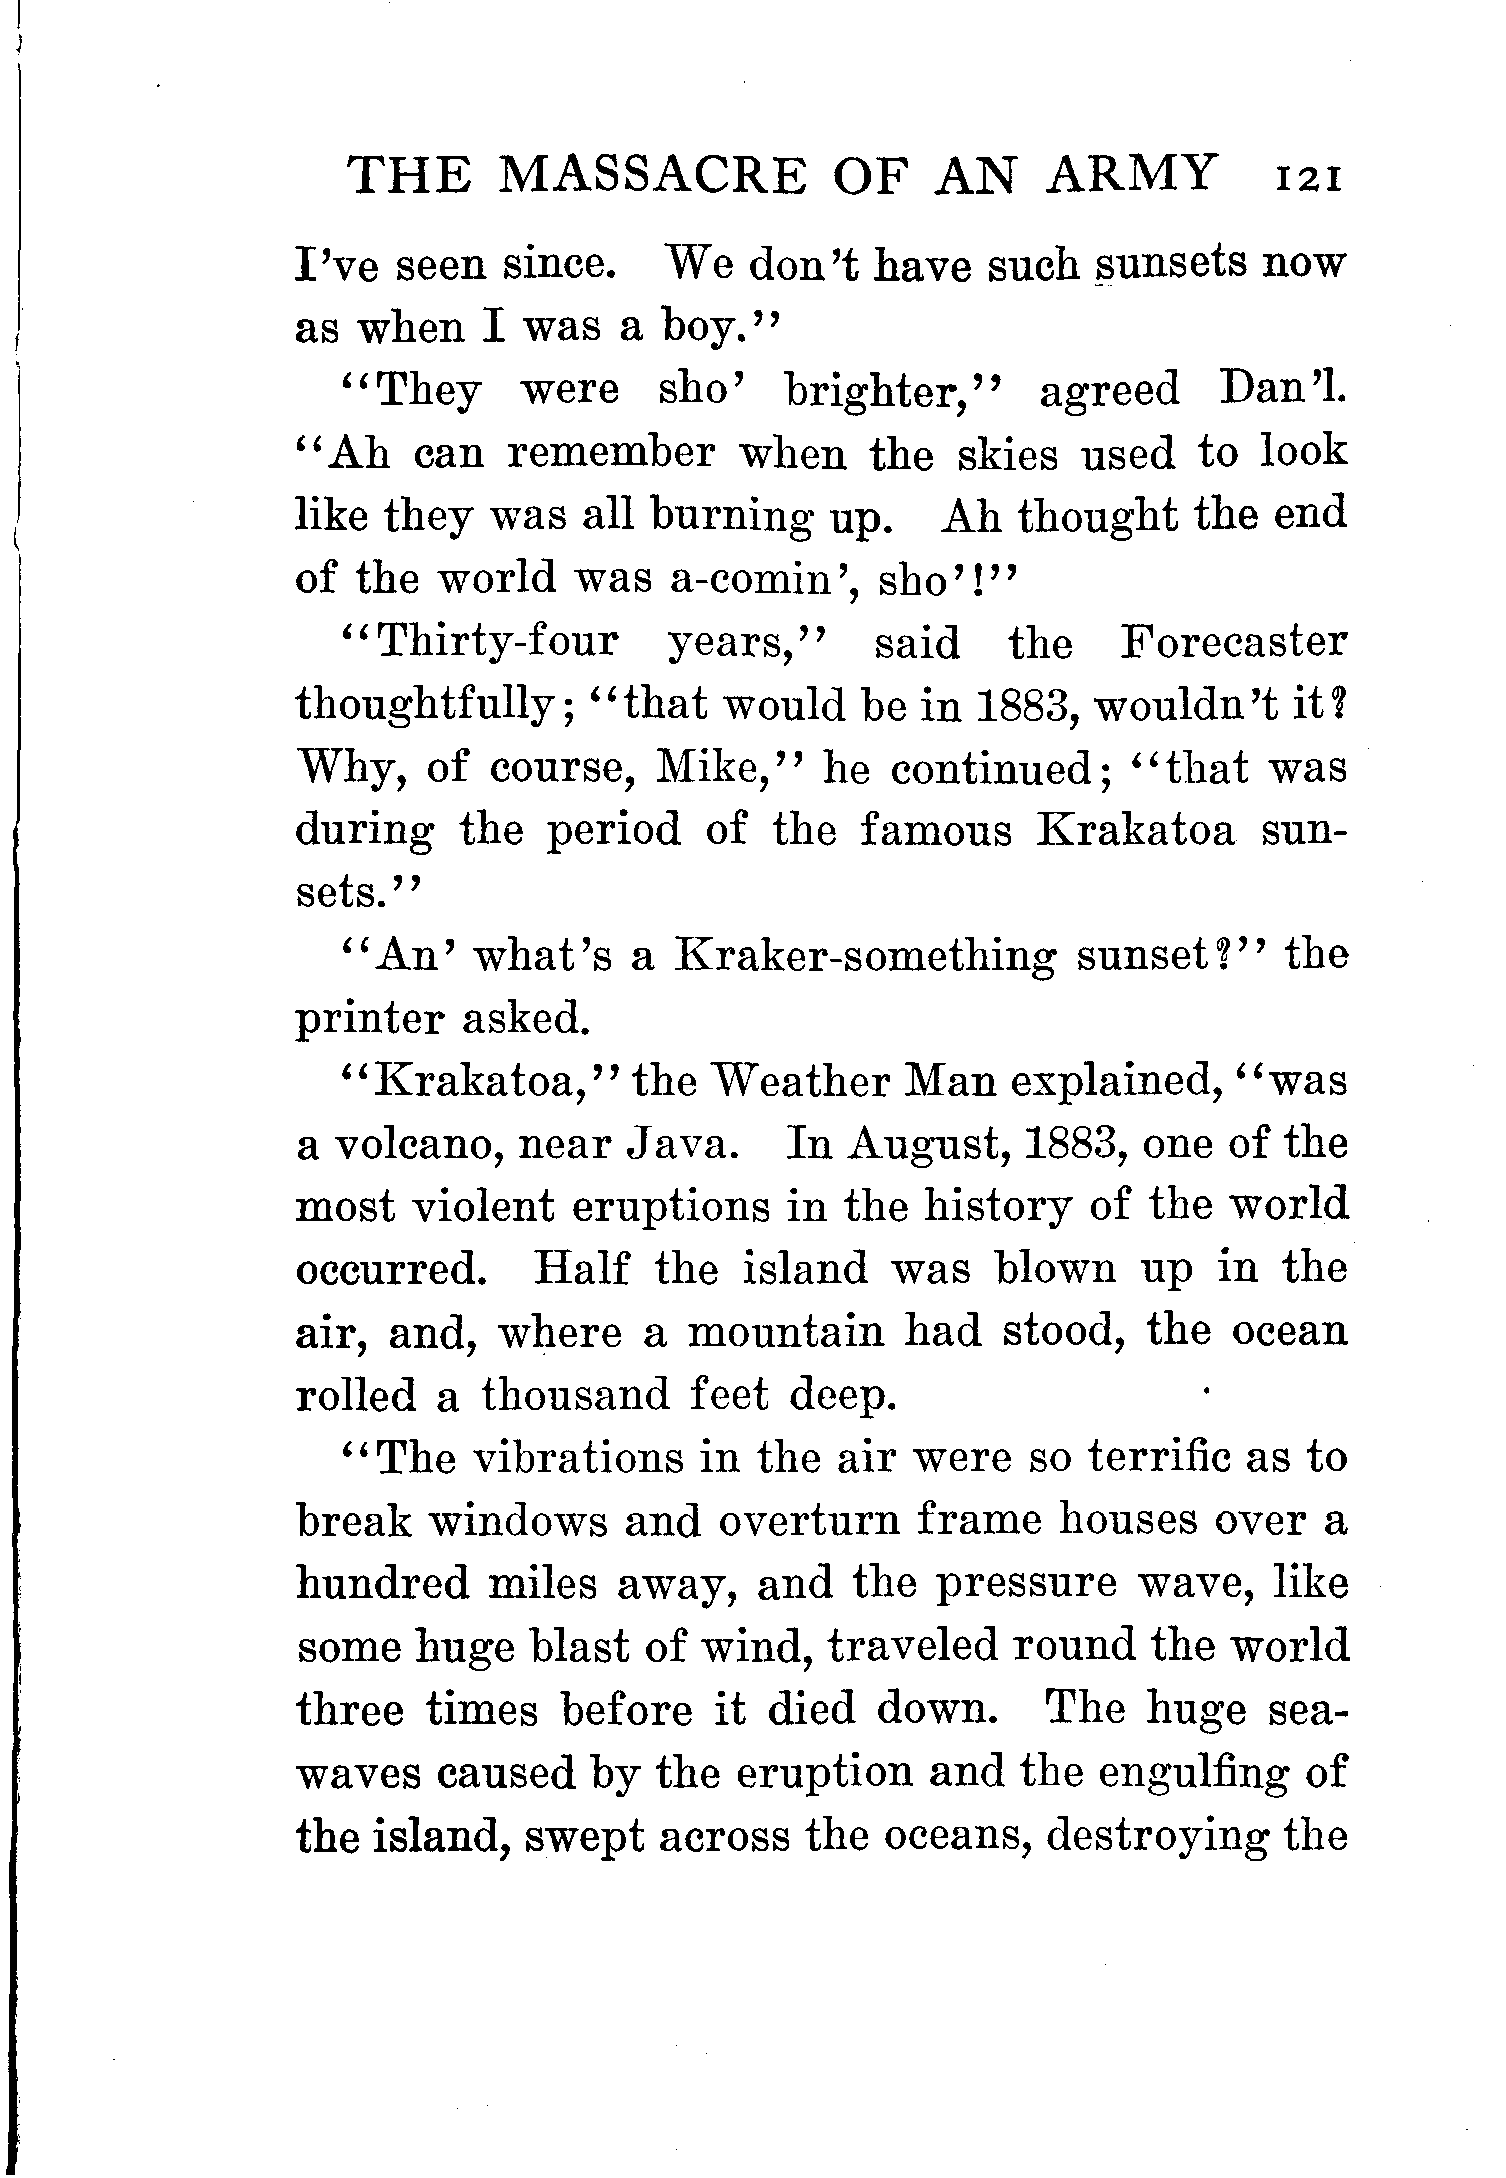 THE MASSACRE OF AN ARMY 121
I've seen since. We don't have such sunsets now
as when I was a boy."
"They were sho' brighter," agreed Dan'l.
"Ah can remember when the skies used to look
like they was all burning up. Ah thought the end
of the world was a-comin', sho'!"
"Thirty-four years," said the Forecaster
thoughtfully; "that would be in 1883, wouldn't it?
Why, of course, Mike," he continued; "that was
during the period of the famous Krakatoa sun-
sets."
"An' what's a Kraker-something sunset?" the
printer asked.
"Krakatoa," the Weather Man explained, "was
a volcano, near Java. In August, 1883, one of the
most violent eruptions in the history of the world
occurred. Half the island was blown up in the
air, and, where a mountain had stood, the ocean
rolled a thousand feet deep.
"The vibrations in the air were so terrific as to
break windows and overturn frame houses over a
hundred miles away, and the pressure wave, like
some huge blast of wind, traveled round the world
three times before it died down. The huge sea-
waves caused by the eruption and the engulfing of
the island, swept across the oceans, destroying the